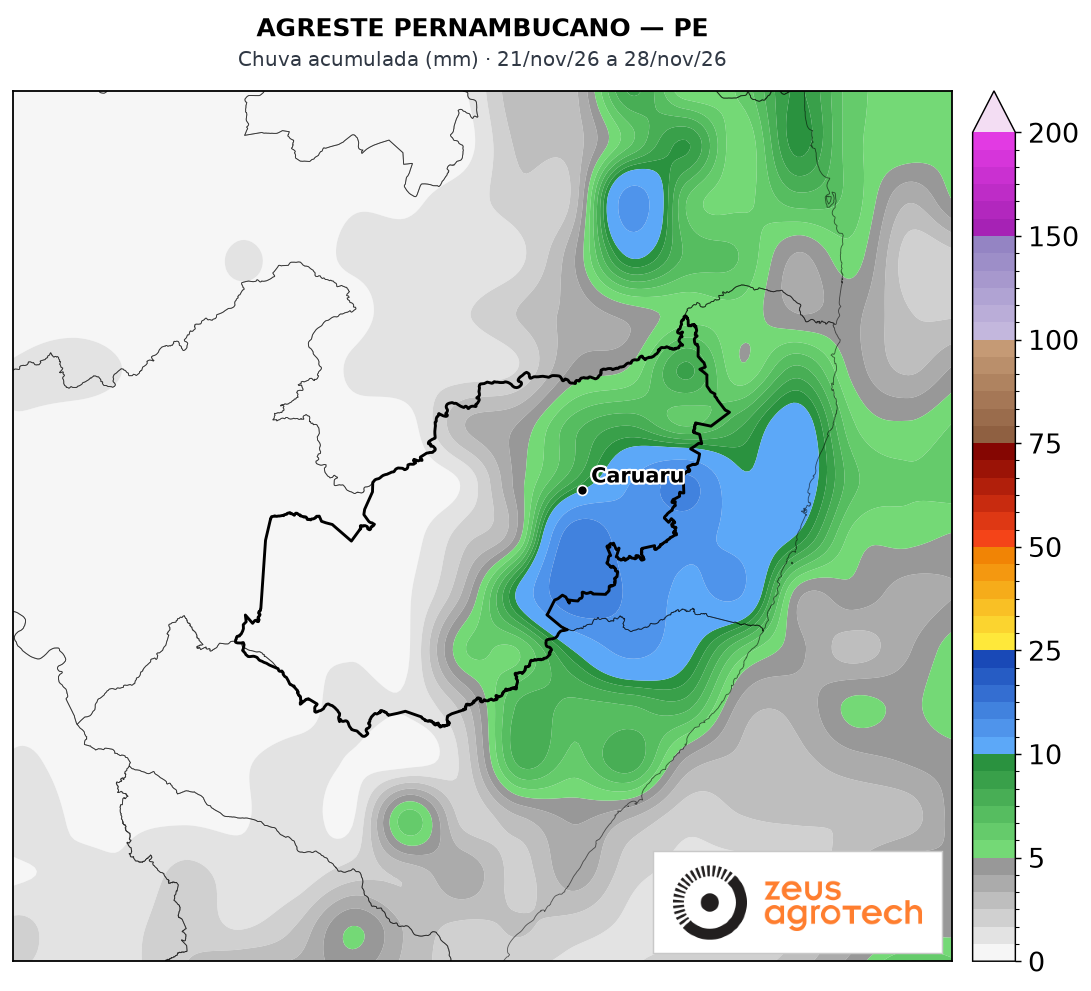 AGRESTE PERNAMBUCANO — PE
Chuva acumulada (mm) · 21/nov/26 a 28/nov/26
200
150
100
75
50
25
10
5
0
Caruaru
zeus
agrotech